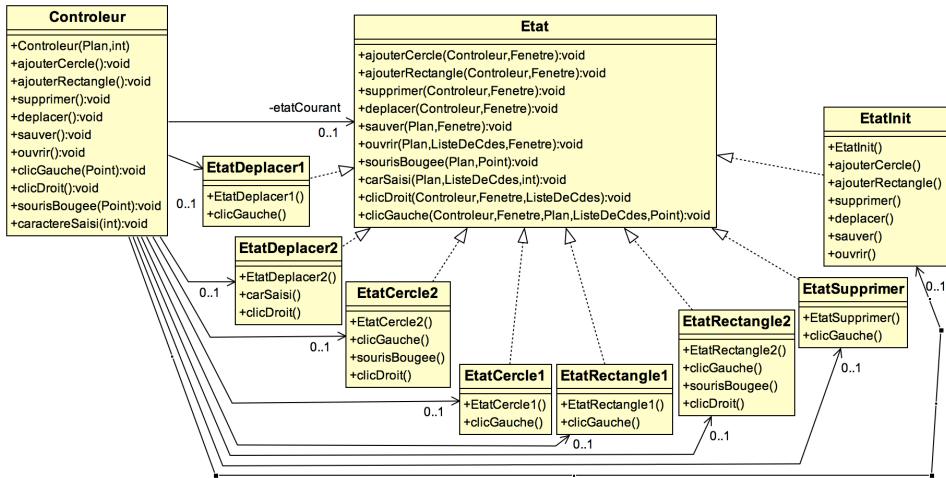 Controleur
+Controleur(Plan,int)
+ajouterCercle():void
+ajouterRectangle():void
+supprimer():void
+deplacer():void
+sauver():void
+ouvrir():void
+clicGauche(Point):void
+clicDroit():void
+sourisBougee(Point):void
+caractereSaisi(int):void
-etatCourant
0..1
Etat
+ajouterCercle(Controleur,Fenetre):void
+ajouterRectangle(Controleur,Fenetre):void
+supprimer(Controleur,Fenetre):void
+deplacer(Controleur,Fenetre):void
+sauver(Plan,Fenetre):void
+ouvrir(Plan,ListeDeCdes,Fenetre):void
+sourisBougee(Plan,Point):void
+carSaisi(Plan,ListeDeCdes,int):void
+clicDroit(Controleur,Fenetre,ListeDeCdes):void
+clicGauche(Controleur,Fenetre,Plan,ListeDeCdes,Point):void
EtatInit
+EtatInit()
+ajouterCercle()
+ajouterRectangle()
+supprimer()
+deplacer()
+sauver()
+ouvrir()
0..1
EtatDeplacer1
+EtatDeplacer1()
+clicGauche()
0..1
EtatDeplacer2
+EtatDeplacer2()
+carSaisi()
+clicDroit()
0..1
EtatCercle2
+EtatCercle2()
+clicGauche()
+sourisBougee()
+clicDroit()
0..1
EtatCercle1
+EtatCercle1()
+clicGauche()
0..1
EtatRectangle1
+EtatRectangle1()
+clicGauche()
0..1
EtatRectangle2
+EtatRectangle2()
+clicGauche()
+sourisBougee()
+clicDroit()
0..1
EtatSupprimer
+EtatSupprimer()
+clicGauche()
0..1